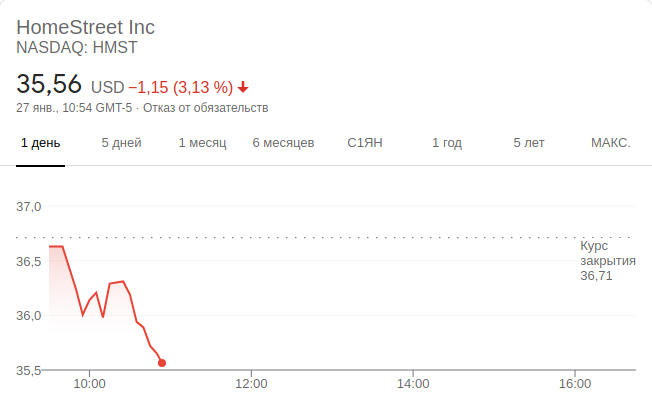 HomeStreet Inc
NASDAQ: HMST
35,56 USD −1,15 (3,13 %)
27 янв., 10:54 GMT-5 · Отказ от обязательств
1 день 5 дней 1 месяц 6 месяцев С1ЯН 1 год 5 лет МАКС.
37,0
Курс
закрытия
36,71
36,5
36,0
35,5
10:00 12:00 14:00 16:00